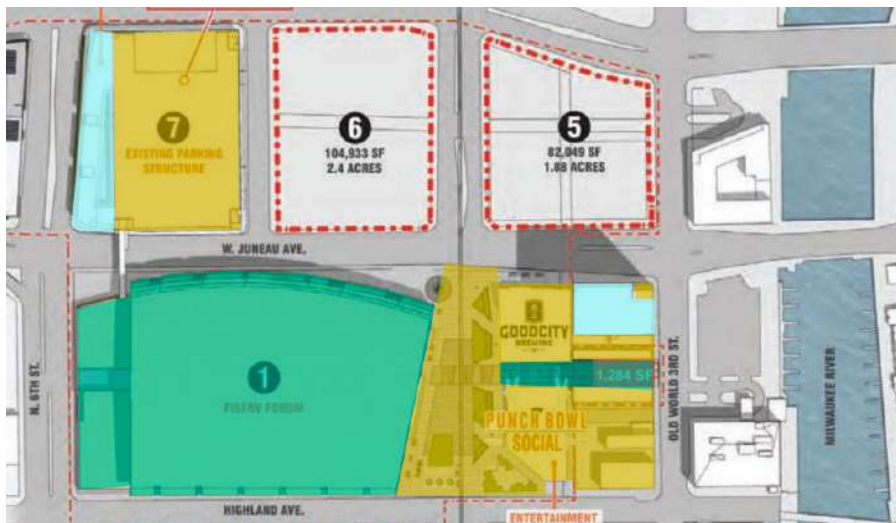 7
EXISTING PARKING
STRUCTURE
6
104,933 SF
2.4 ACRES
5
82,049 SF
1.88 ACRES
W. JUNEAU AVE.
N. 6TH ST.
1
FISERV FORUM
GOODCITY
BREWING
1,284 SF
PUNCH BOWL
SOCIAL
OLD WORLD 3RD ST.
MILWAUKEE RIVER
HIGHLAND AVE.
ENTERTAINMENT